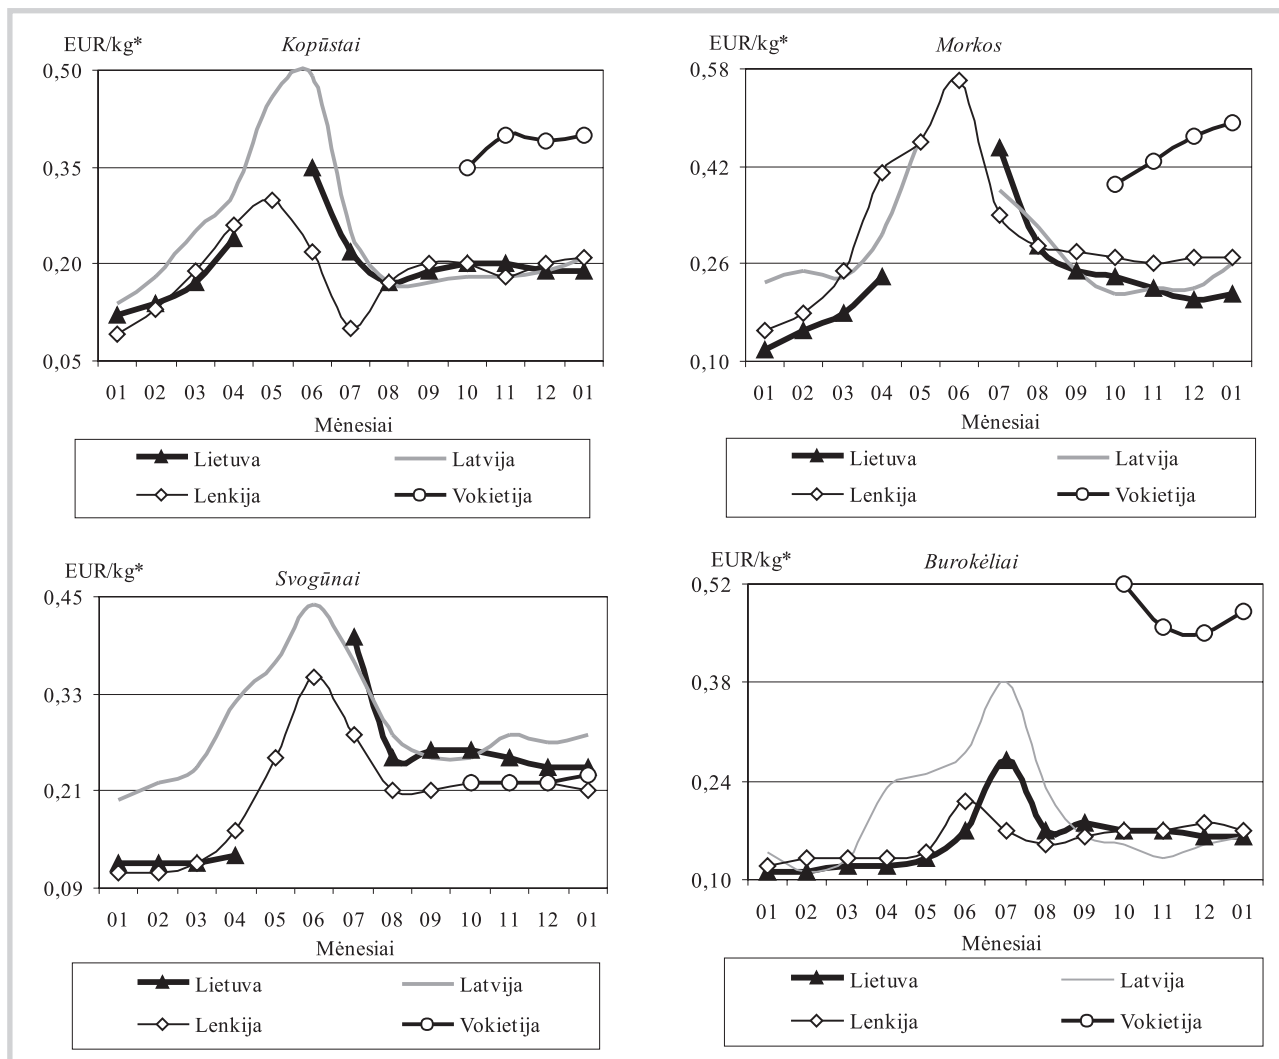 EUR/kg*
Kopūstai
0,50
0,35
0,20
0,05
01 02 03 04 05 06 07 08 09 10 11 12 01
Mėnesiai
Lietuva Latvija
Lenkija Vokietija
EUR/kg*
Morkos
0,58
0,42
0,26
0,10
01 02 03 04 05 06 07 08 09 10 11 12 01
Mėnesiai
Lietuva Latvija
Lenkija Vokietija
EUR/kg*
Svogūnai
0,45
0,33
0,21
0,09
01 02 03 04 05 06 07 08 09 10 11 12 01
Mėnesiai
Lietuva Latvija
Lenkija Vokietija
EUR/kg*
Burokėliai
0,52
0,38
0,24
0,10
01 02 03 04 05 06 07 08 09 10 11 12 01
Mėnesiai
Lietuva Latvija
Lenkija Vokietija